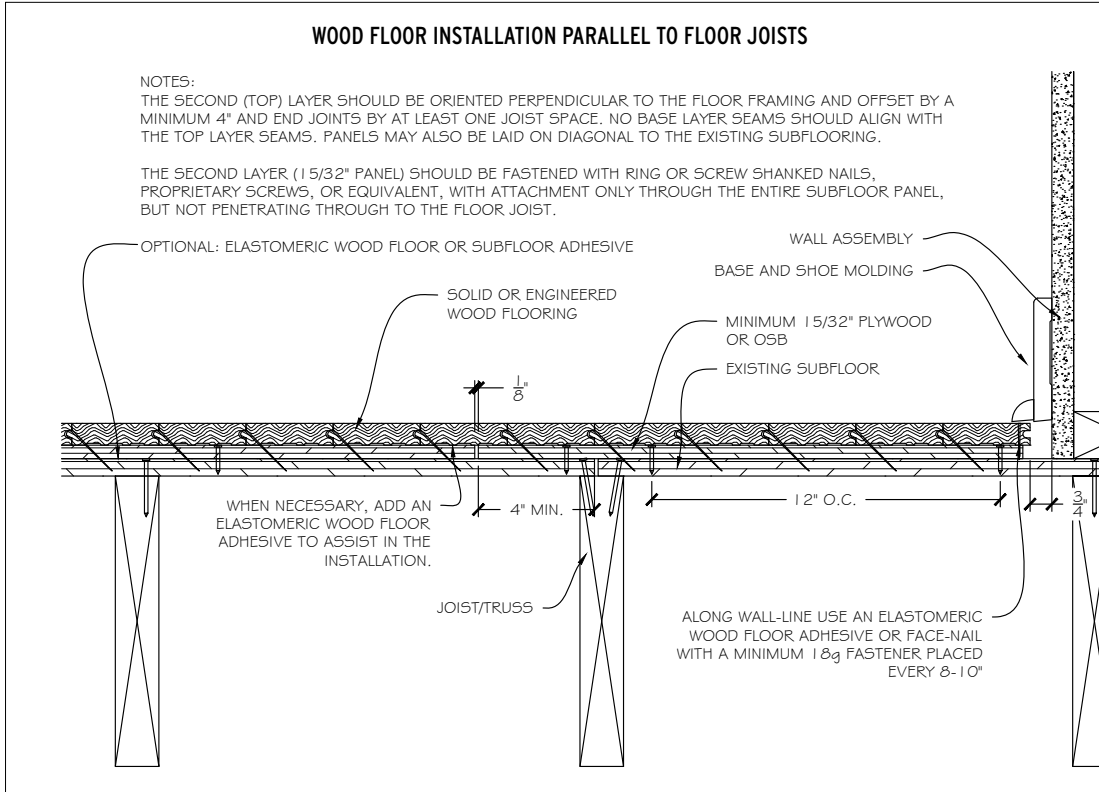 WOOD FLOOR INSTALLATION PARALLEL TO FLOOR JOISTS
NOTES:
THE SECOND (TOP) LAYER SHOULD BE ORIENTED PERPENDICULAR TO THE FLOOR FRAMING AND OFFSET BY A
MINIMUM 4" AND END JOINTS BY AT LEAST ONE JOIST SPACE. NO BASE LAYER SEAMS SHOULD ALIGN WITH
THE TOP LAYER SEAMS. PANELS MAY ALSO BE LAID ON DIAGONAL TO THE EXISTING SUBFLOORING.
THE SECOND LAYER (15/32" PANEL) SHOULD BE FASTENED WITH RING OR SCREW SHANKED NAILS,
PROPRIETARY SCREWS, OR EQUIVALENT, WITH ATTACHMENT ONLY THROUGH THE ENTIRE SUBFLOOR PANEL,
BUT NOT PENETRATING THROUGH TO THE FLOOR JOIST.
OPTIONAL: ELASTOMERIC WOOD FLOOR OR SUBFLOOR ADHESIVE
WALL ASSEMBLY
BASE AND SHOE MOLDING
SOLID OR ENGINEERED
WOOD FLOORING
MINIMUM 15/32" PLYWOOD
OR OSB
EXISTING SUBFLOOR
1/8"
WHEN NECESSARY, ADD AN
ELASTOMERIC WOOD FLOOR
ADHESIVE TO ASSIST IN THE
INSTALLATION.
4" MIN.
12" O.C.
3/4"
JOIST/TRUSS
ALONG WALL-LINE USE AN ELASTOMERIC
WOOD FLOOR ADHESIVE OR FACE-NAIL
WITH A MINIMUM 18g FASTENER PLACED
EVERY 8-10"